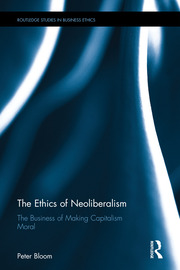 ROUTLEDGE STUDIES IN BUSINESS ETHICS
The Ethics of Neoliberalism
The Business of Making Capitalism
Moral
Peter Bloom
ROUTLEDGE